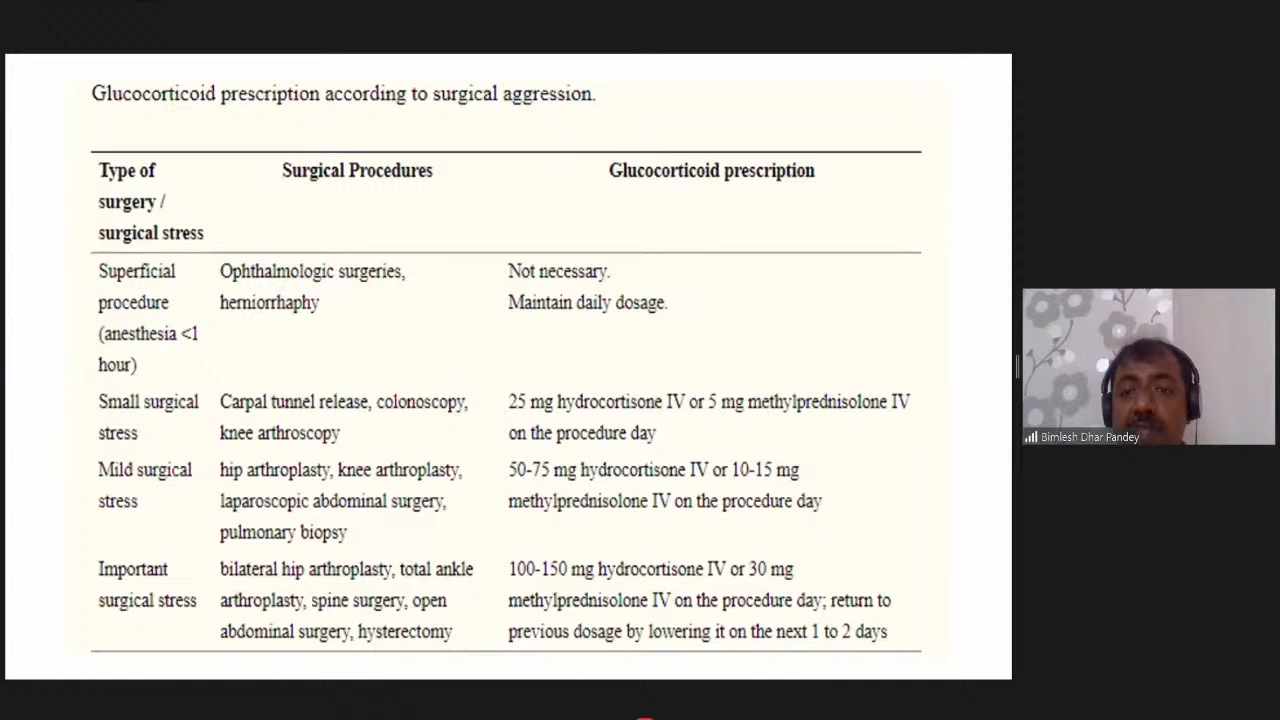 Glucocorticoid prescription according to surgical aggression.
Type of
surgery /
surgical stress
Surgical Procedures
Glucocorticoid prescription
Superficial
procedure
(anesthesia <1
hour)
Ophthalmologic surgeries,
herniorrhaphy
Not necessary.
Maintain daily dosage.
Small surgical
stress
Carpal tunnel release, colonoscopy,
knee arthroscopy
25 mg hydrocortisone IV or 5 mg methylprednisolone IV
on the procedure day
Mild surgical
stress
hip arthroplasty, knee arthroplasty,
laparoscopic abdominal surgery,
pulmonary biopsy
50-75 mg hydrocortisone IV or 10-15 mg
methylprednisolone IV on the procedure day
Important
surgical stress
bilateral hip arthroplasty, total ankle
arthroplasty, spine surgery, open
abdominal surgery, hysterectomy
100-150 mg hydrocortisone IV or 30 mg
methylprednisolone IV on the procedure day; return to
previous dosage by lowering it on the next 1 to 2 days
Bimlesh Dhar Pandey